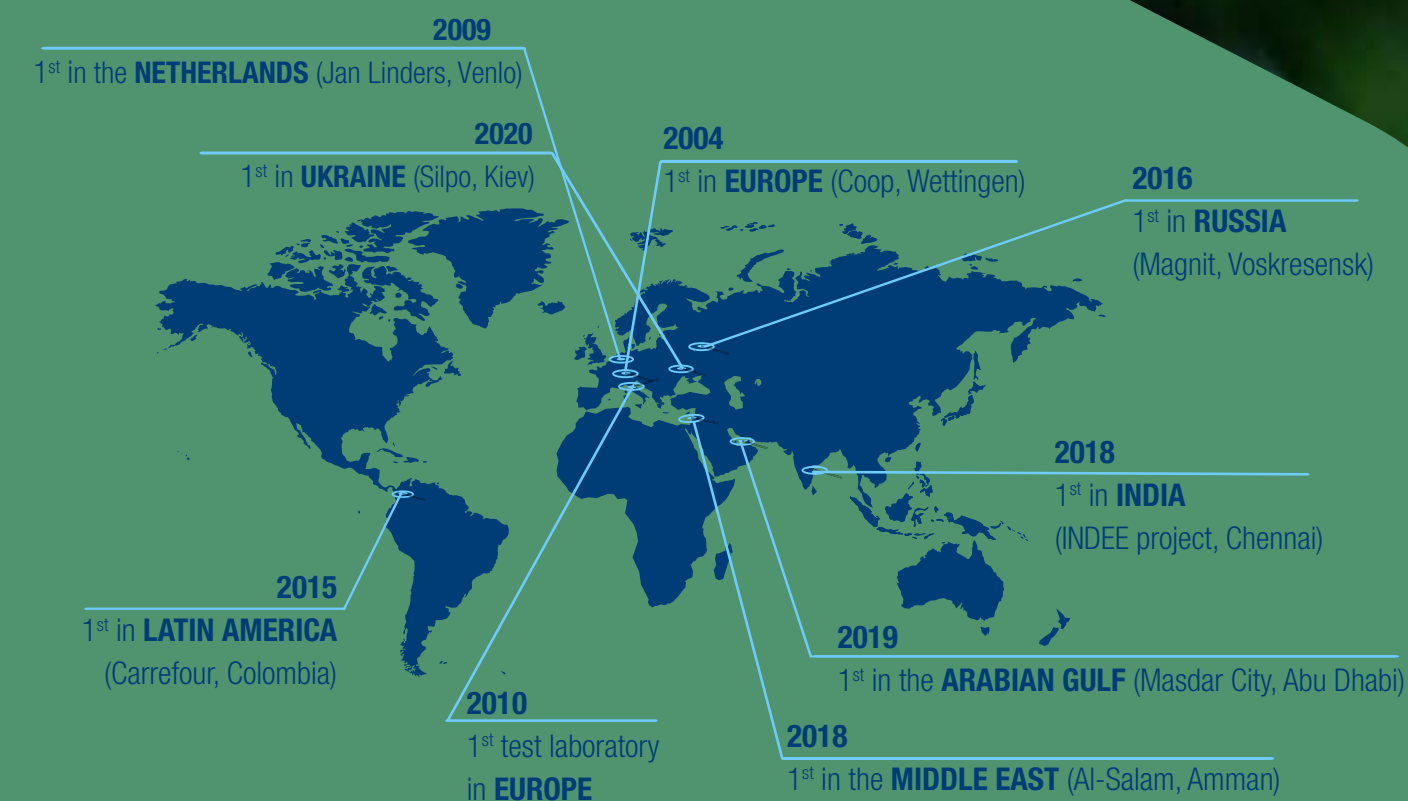 2009
1st in the NETHERLANDS (Jan Linders, Venlo)
2020
1st in UKRAINE (Silpo, Kiev)
2004
1st in EUROPE (Coop, Wettingen)
2016
1st in RUSSIA
(Magnit, Voskresensk)
2018
1st in INDIA
(INDEE project, Chennai)
2015
1st in LATIN AMERICA
(Carrefour, Colombia)
2019
1st in the ARABIAN GULF (Masdar City, Abu Dhabi)
2010
1st test laboratory
in EUROPE
2018
1st in the MIDDLE EAST (Al-Salam, Amman)